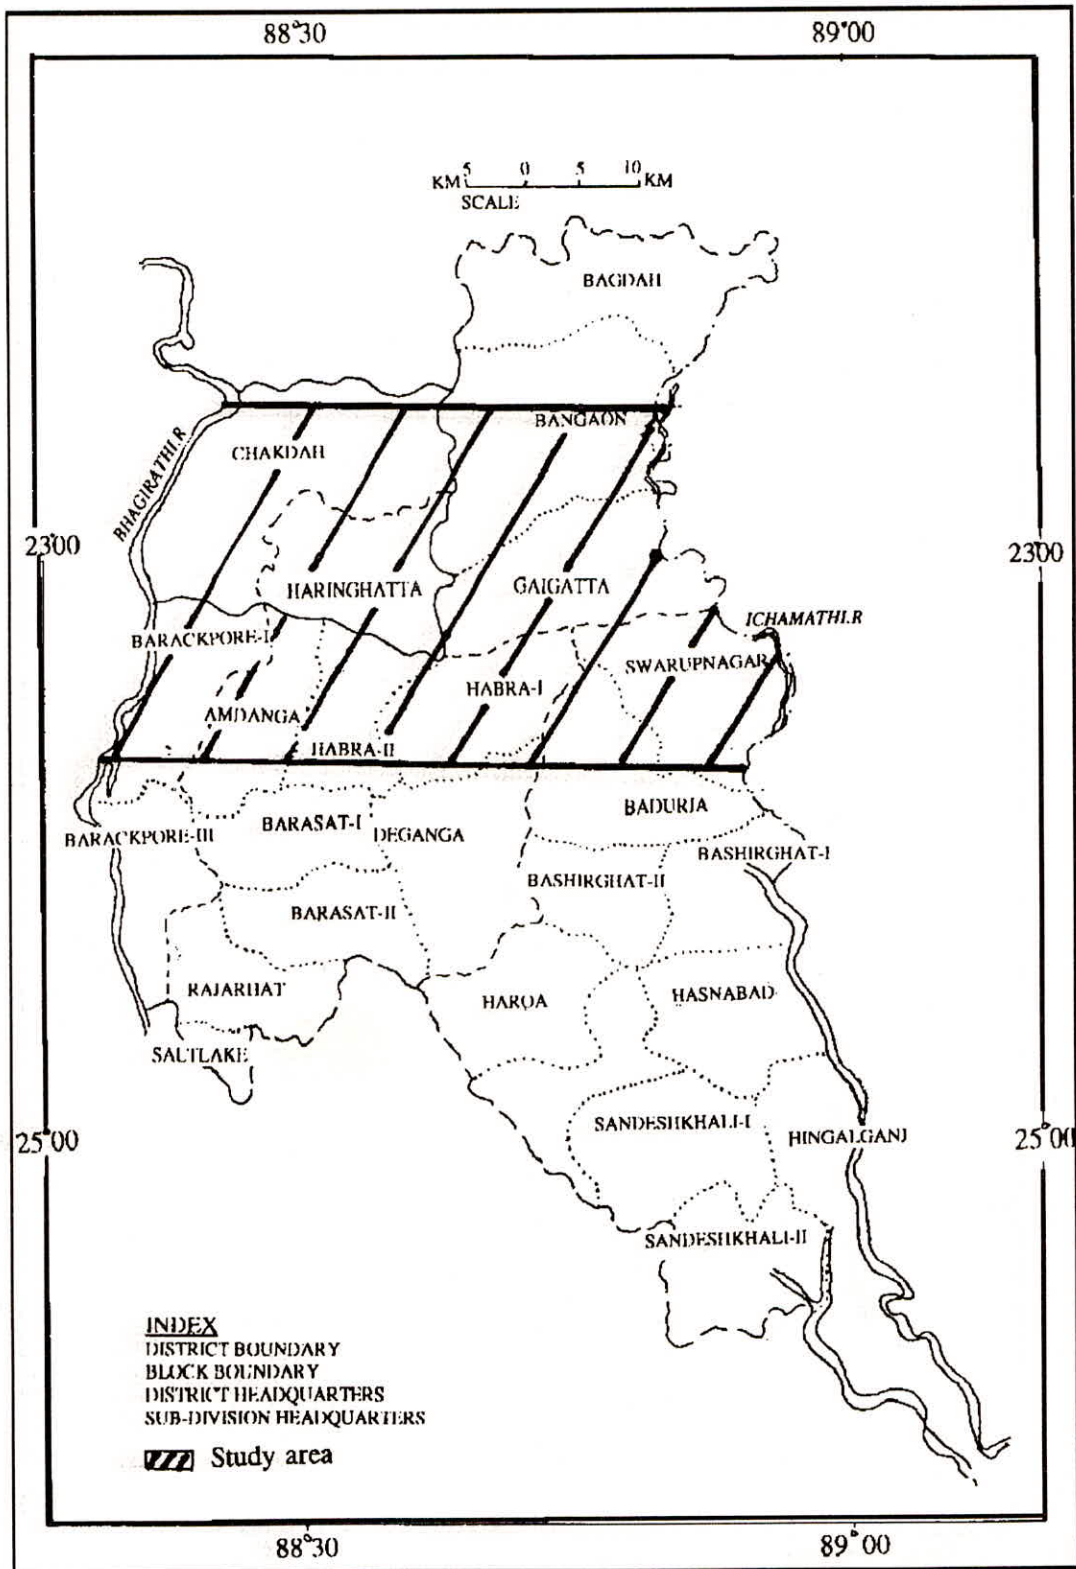 88°30 89°00
5 0 5 10
KM KM
SCALE
BAGDAH
BANGAON
CHAKDAH
BHAGIRATHI.R
23°00 23°00
HARINGHATTA GAIGATTA
ICHAMATHI.R
BARACKPORE-I
SWARUPNAGAR
HABRA-I
AMDANGA
HABRA-II
BADURIA
BARASAT-I
BARACKPORE-III DEGANGA
BASHIRGHAT-I
BASHIRGHAT-II
BARASAT-II
RAJARHAT HAROA HASNABAD
SALTLAKE
SANDESHKHALI-I
25°00 HINGALGANJ 25°00
SANDESHKHALI-II
INDEX
DISTRICT BOUNDARY
BLOCK BOUNDARY
DISTRICT HEADQUARTERS
SUB-DIVISION HEADQUARTERS
Study area
88°30 89°00